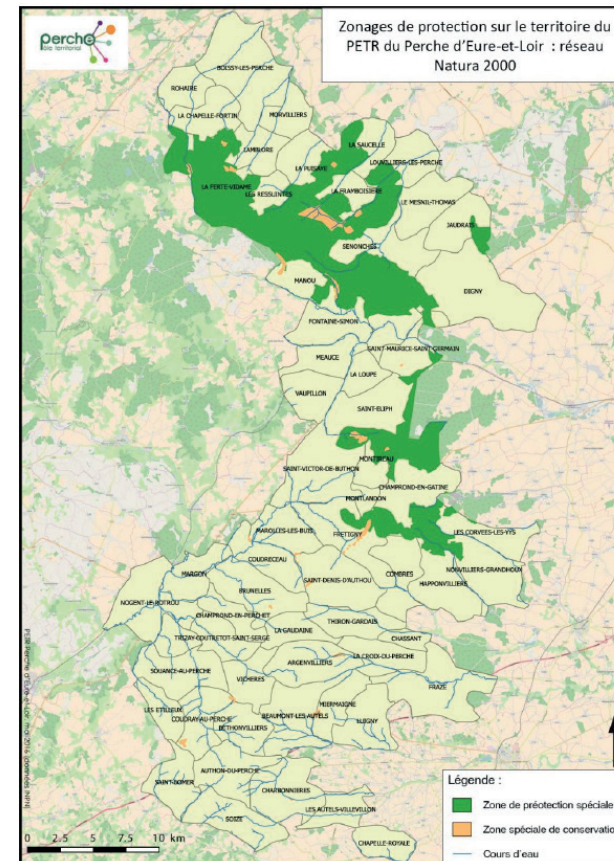 perche
pôle territorial
Zonages de protection sur le territoire du
PETR du Perche d'Eure-et-Loir : réseau
Natura 2000
BOISSY-LES-PERCHE
ROHAIRE
LA CHAPELLE-FORTIN
MORVILLIERS
LAMBLORE
LA SAUCELLE
LA PUISAYE
LOUVILLIERS-LES-PERCHE
LA FERTE-VIDAME
LES RESSUINTES
LA FRAMBOISIERE
LE MESNIL-THOMAS
JAUDRAIS
SENONCHES
MANOU
DIGNY
FONTAINE-SIMON
SAINT-MAURICE-SAINT-GERMAIN
MEAUCE
LA LOUPE
VAUPILLON
SAINT-ELIPH
MONTIREAU
SAINT-VICTOR-DE-BUTHON
CHAMPROND-EN-GATINE
MONTLANDON
MAROLLES-LES-BUIS
FRETIGNY
LES CORVEES-LES-YYS
COUDRECEAU
NONVILLIERS-GRANDHOUX
MARGON
SAINT-DENIS-D'AUTHOU
COMBRES
HAPPONVILLIERS
BRUNELLES
NOGENT-LE-ROTROU
CHAMPROND-EN-PERCHET
THIRON-GARDAIS
LA GAUDAINE
CHASSANT
TRIZAY-COUTRETOT-SAINT-SERGE
LA CROIX-DU-PERCHE
ARGENVILLIERS
SOUANCE-AU-PERCHE
VICHERES
FRAZE
LES ETILLEUX
MIERMAIGNE
COUDRAY-AU-PERCHE
BEAUMONT-LES-AUTELS
LUIGNY
BETHONVILLIERS
AUTHON-DU-PERCHE
SAINT-BOMER
CHARBONNIERES
LES AUTELS-VILLEVILLON
SOIZE
CHAPELLE-ROYALE
0 2.5 5 7,5 10 km
Légende :
Zone de préotection spéciale
Zone spéciale de conservatio
Cours d'eau